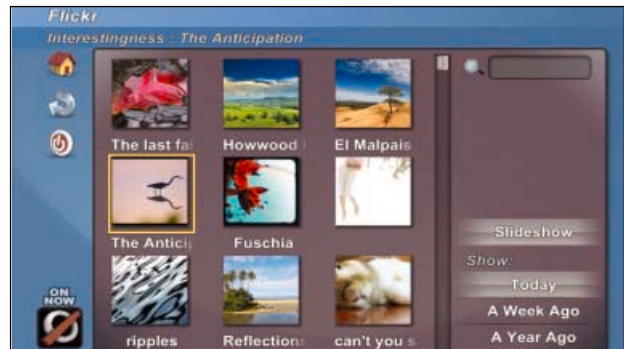 Flickr
Interestingness : The Anticipation
The last fa
Howwood
El Malpais
The Antici
Fuschia
ripples
Reflection
can't you s
Slideshow
Show:
Today
A Week Ago
A Year Ago
ON
NOW